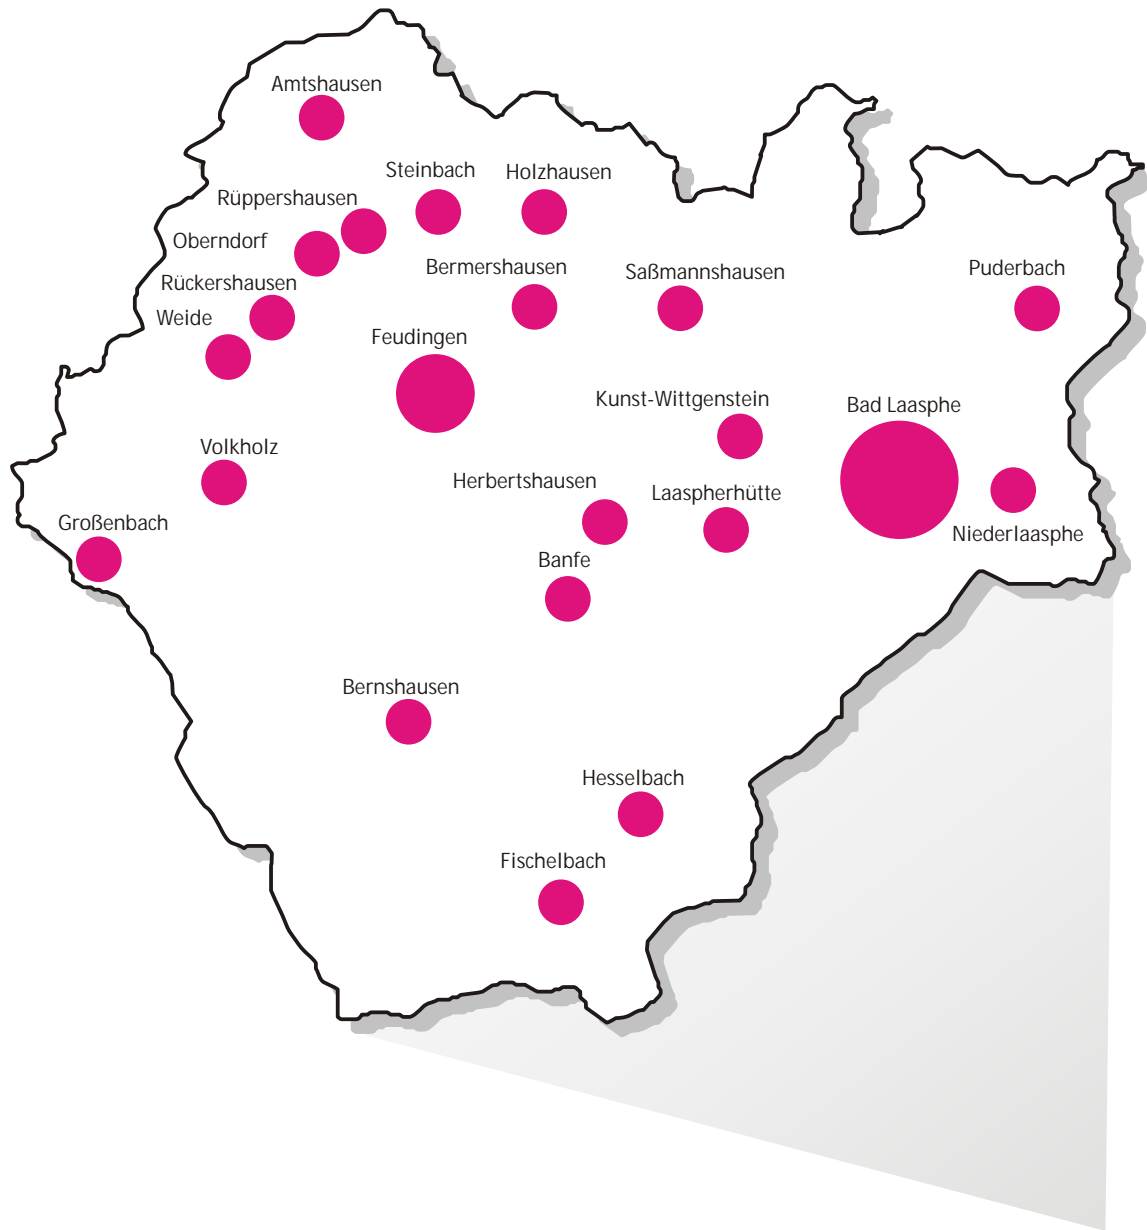 Amtshausen
Steinbach
Holzhausen
Rüppershausen
Oberndorf
Bermershausen
Saßmannshausen
Puderbach
Rückershausen
Weide
Feudingen
Kunst-Wittgenstein
Bad Laasphe
Volkholz
Herbertshausen
Laaspherhütte
Großenbach
Niederlaasphe
Banfe
Bernshausen
Hesselbach
Fischelbach